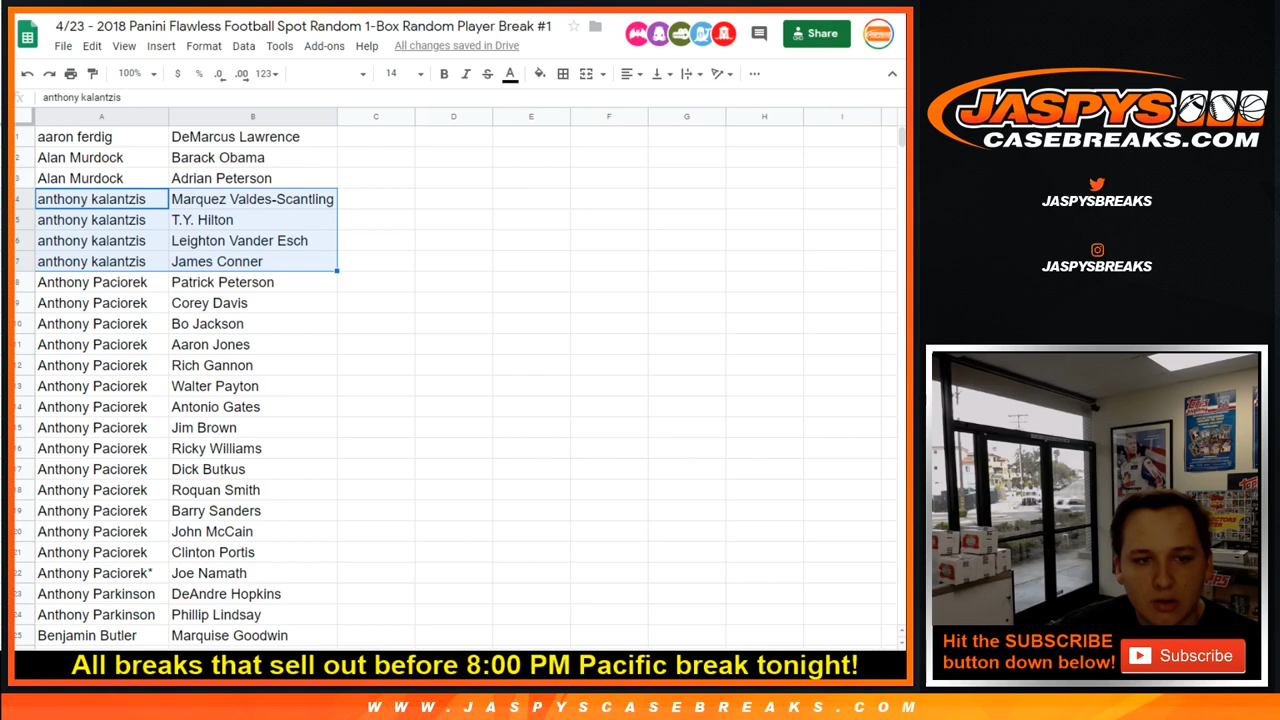 4/23 - 2018 Panini Flawless Football Spot Random 1-Box Random Player Break #1
File Edit View Insert Format Data Tools Add-ons Help All changes saved in Drive
Share
100% $ % .0 .00 123 14 B I S A
anthony kalantzis
A B C D E F G H I
1 aaron ferdig DeMarcus Lawrence
2 Alan Murdock Barack Obama
3 Alan Murdock Adrian Peterson
4 anthony kalantzis Marquez Valdes-Scantling
5 anthony kalantzis T.Y. Hilton
6 anthony kalantzis Leighton Vander Esch
7 anthony kalantzis James Conner
8 Anthony Paciorek Patrick Peterson
9 Anthony Paciorek Corey Davis
10 Anthony Paciorek Bo Jackson
11 Anthony Paciorek Aaron Jones
12 Anthony Paciorek Rich Gannon
13 Anthony Paciorek Walter Payton
14 Anthony Paciorek Antonio Gates
15 Anthony Paciorek Jim Brown
16 Anthony Paciorek Ricky Williams
17 Anthony Paciorek Dick Butkus
18 Anthony Paciorek Roquan Smith
19 Anthony Paciorek Barry Sanders
20 Anthony Paciorek John McCain
21 Anthony Paciorek Clinton Portis
22 Anthony Paciorek* Joe Namath
23 Anthony Parkinson DeAndre Hopkins
24 Anthony Parkinson Phillip Lindsay
25 Benjamin Butler Marquise Goodwin
All breaks that sell out before 8:00 PM Pacific break tonight!
JASPYS
CASEBREAKS.COM
JASPYSBREAKS
JASPYSBREAKS
Hit the SUBSCRIBE
button down below!
Subscribe
WWW.JASPYSCASEBREAKS.COM